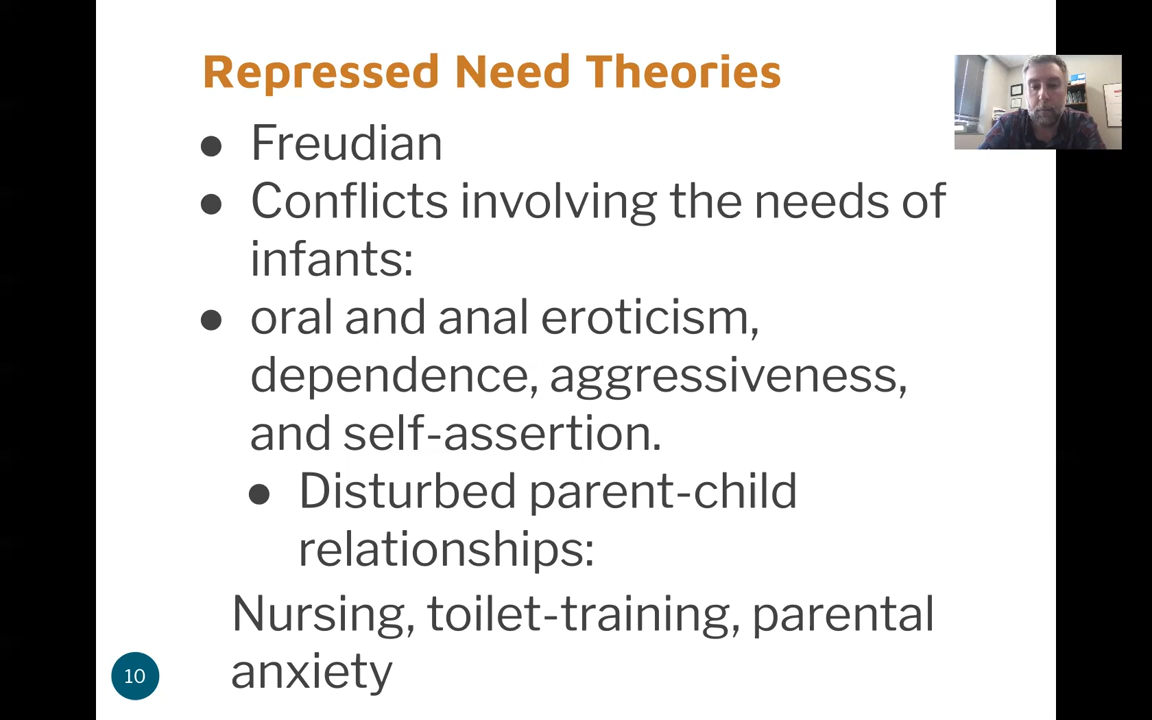 Repressed Need Theories
● Freudian
● Conflicts involving the needs of
infants:
● oral and anal eroticism,
dependence, aggressiveness,
and self-assertion.
● Disturbed parent-child
relationships:
Nursing, toilet-training, parental
anxiety
10